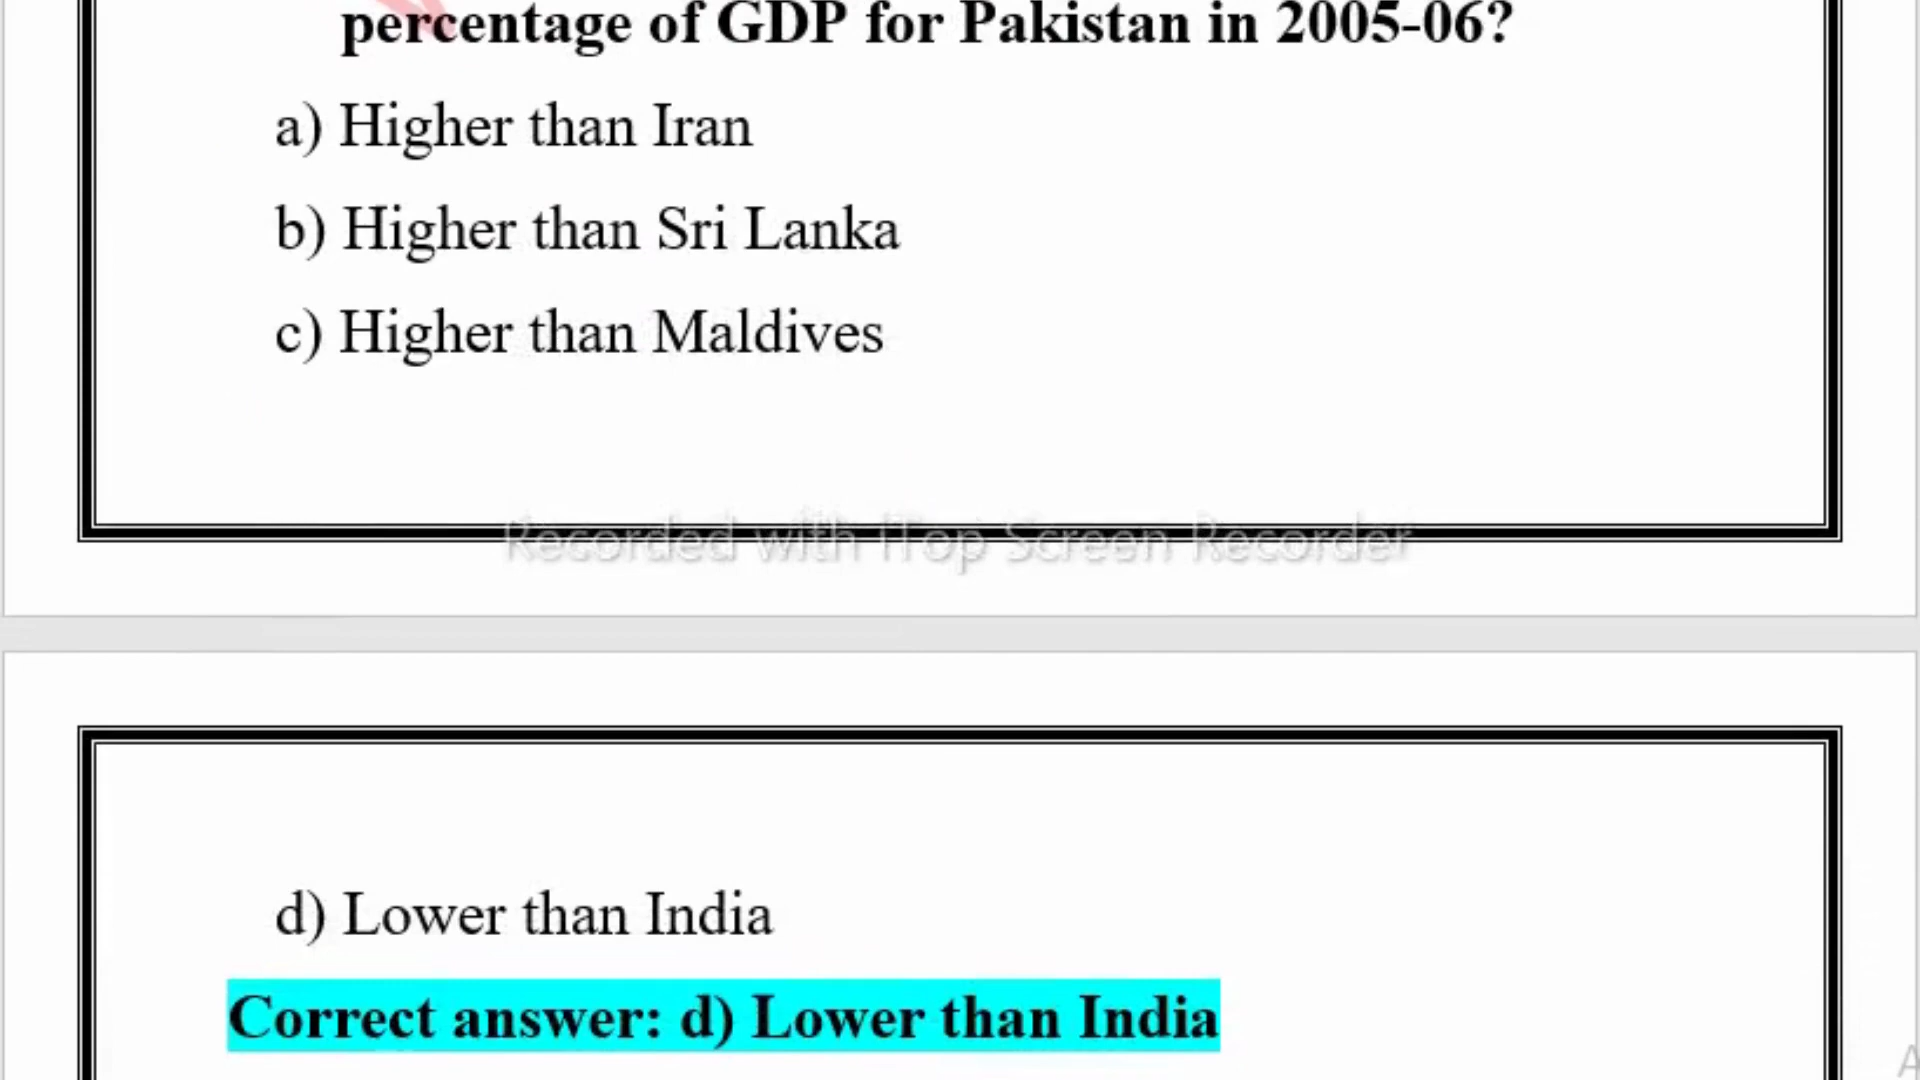 percentage of GDP for Pakistan in 2005-06?
a) Higher than Iran
b) Higher than Sri Lanka
c) Higher than Maldives
Recorded with iTop Screen Recorder
d) Lower than India
Correct answer: d) Lower than India
A